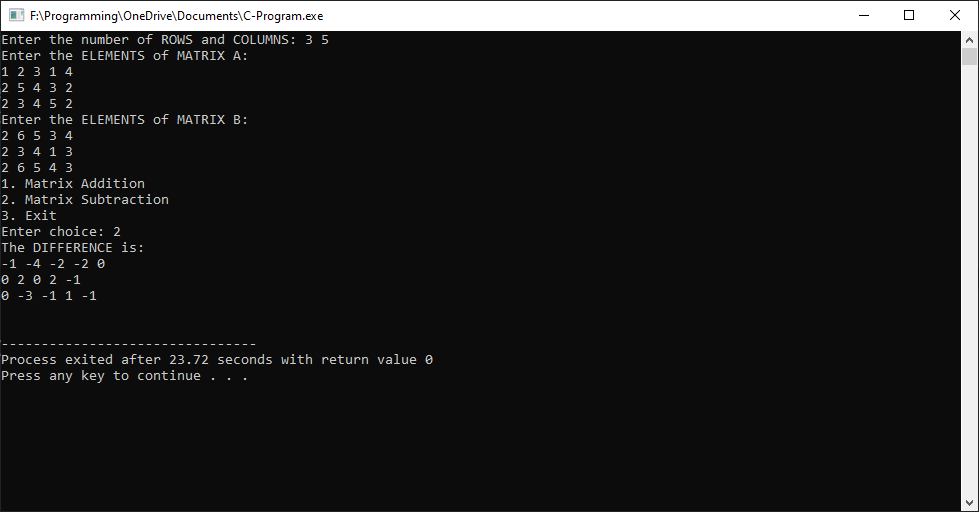 F:\Programming\OneDrive\Documents\C-Program.exe
Enter the number of ROWS and COLUMNS: 3 5
Enter the ELEMENTS of MATRIX A:
1 2 3 1 4
2 5 4 3 2
2 3 4 5 2
Enter the ELEMENTS of MATRIX B:
2 6 5 3 4
2 3 4 1 3
2 6 5 4 3
1. Matrix Addition
2. Matrix Subtraction
3. Exit
Enter choice: 2
The DIFFERENCE is:
-1 -4 -2 -2 0
0 2 0 2 -1
0 -3 -1 1 -1
--------------------------------
Process exited after 23.72 seconds with return value 0
Press any key to continue . . .